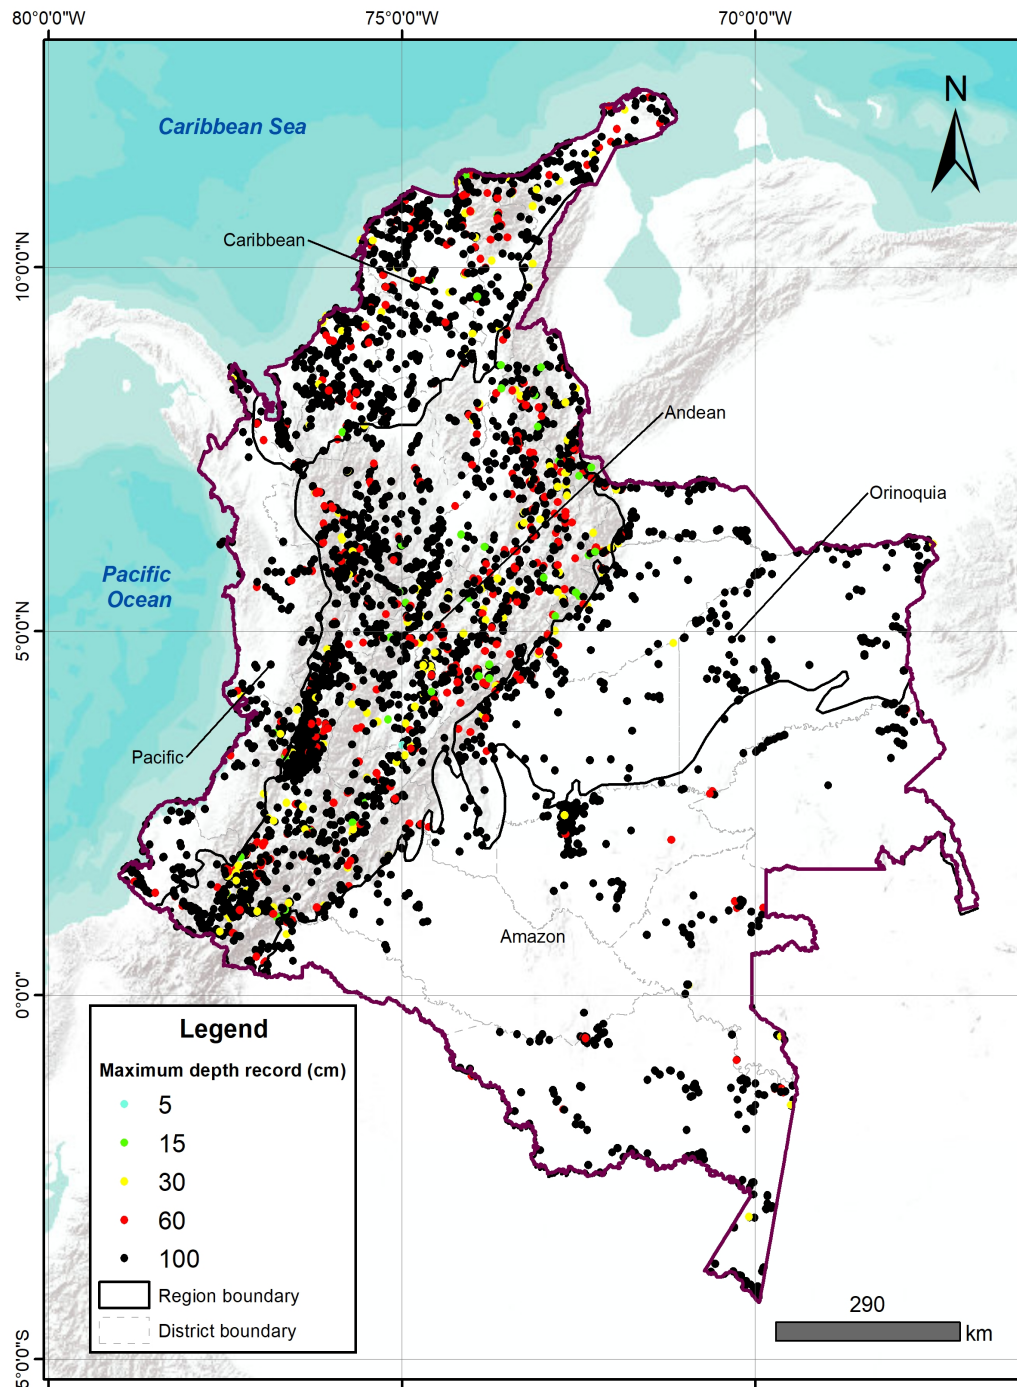 80°0'0"W
75°0'0"W
70°0'0"W
N
Caribbean Sea
10°0'0"N
Caribbean
Andean
Orinoquia
Pacific
Ocean
5°0'0"N
Pacific
Amazon
0°0'0"
Legend
Maximum depth record (cm)
5
15
30
60
100
Region boundary
District boundary
290
km
5°0'0"S